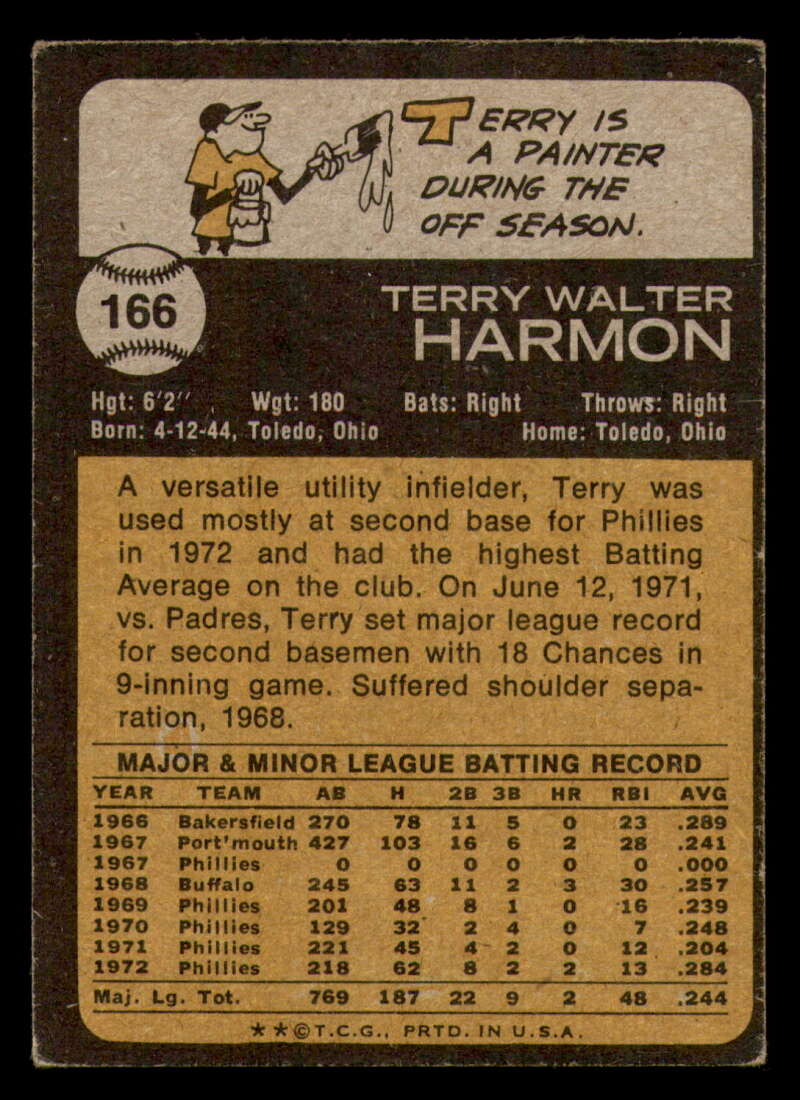 TERRY IS
A PAINTER
DURING THE
OFF SEASON.
166
TERRY WALTER
HARMON
Hgt: 6'2" Wgt: 180 Bats: Right Throws: Right
Born: 4-12-44, Toledo, Ohio Home: Toledo, Ohio
A versatile utility infielder, Terry was
used mostly at second base for Phillies
in 1972 and had the highest Batting
Average on the club. On June 12, 1971,
vs. Padres, Terry set major league record
for second basemen with 18 Chances in
9-inning game. Suffered shoulder sepa-
ration, 1968.
MAJOR & MINOR LEAGUE BATTING RECORD
YEAR TEAM AB H 2B 3B HR RBI AVG
1966 Bakersfield 270 78 11 5 0 23 .289
1967 Port'mouth 427 103 16 6 2 28 .241
1967 Phillies 0 0 0 0 0 0 .000
1968 Buffalo 245 63 11 2 3 30 .257
1969 Phillies 201 48 8 1 0 16 .239
1970 Phillies 129 32 2 4 0 7 .248
1971 Phillies 221 45 4 2 0 12 .204
1972 Phillies 218 62 8 2 2 13 .284
Maj. Lg. Tot. 769 187 22 9 2 48 .244
★★©T.C.G., PRTD. IN U.S.A.